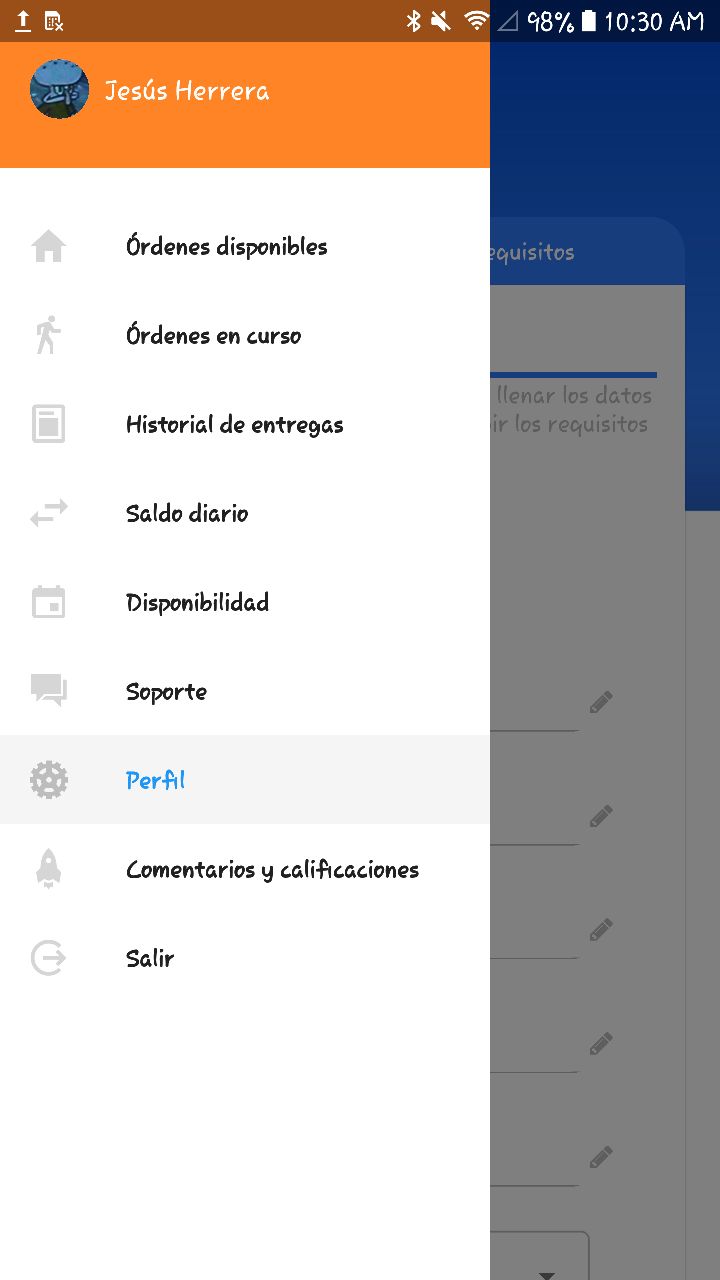 98% 10:30 AM
Jesús Herrera
Órdenes disponibles
equisitos
Órdenes en curso
llenar los datos
Historial de entregas
ir los requisitos
Saldo diario
Disponibilidad
Soporte
Perfil
Comentarios y calificaciones
Salir